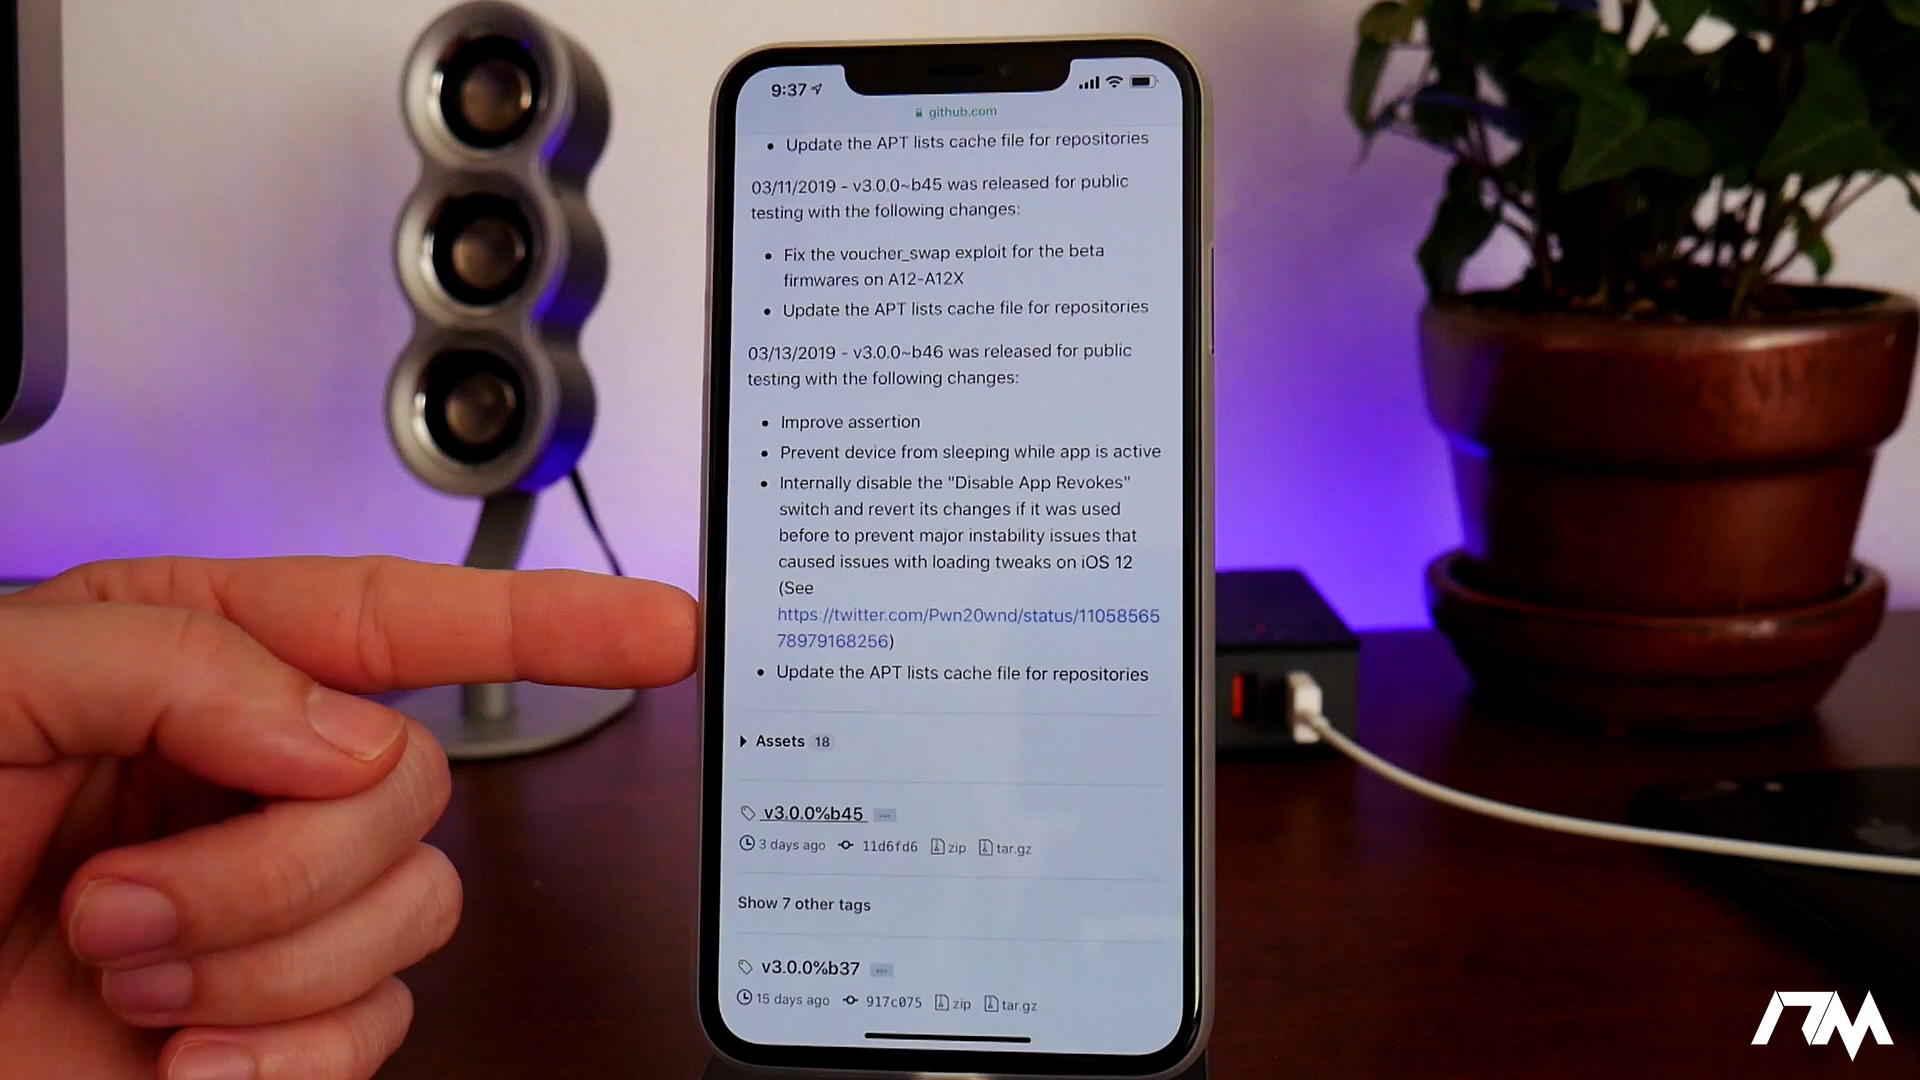 9:37
github.com
• Update the APT lists cache file for repositories
03/11/2019 - v3.0.0~b45 was released for public
testing with the following changes:
• Fix the voucher_swap exploit for the beta
firmwares on A12-A12X
• Update the APT lists cache file for repositories
03/13/2019 - v3.0.0~b46 was released for public
testing with the following changes:
• Improve assertion
• Prevent device from sleeping while app is active
• Internally disable the "Disable App Revokes"
switch and revert its changes if it was used
before to prevent major instability issues that
caused issues with loading tweaks on iOS 12
(See
https://twitter.com/Pwn20wnd/status/11058565
78979168256)
• Update the APT lists cache file for repositories
Assets 18
v3.0.0%b45 ...
3 days ago 11d6fd6 zip tar.gz
Show 7 other tags
v3.0.0%b37 ...
15 days ago 917c075 zip tar.gz